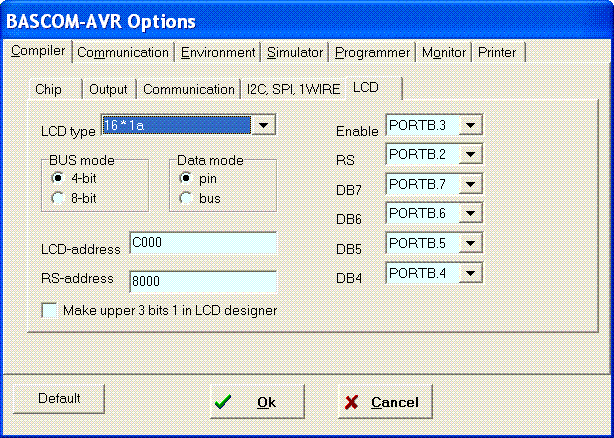 BASCOM-AVR Options
Compiler Communication Environment Simulator Programmer Monitor Printer
Chip Output Communication I2C, SPI, 1WIRE LCD
LCD type 16*1a
Enable PORTB.3
BUS mode
4-bit
8-bit
Data mode
pin
bus
RS PORTB.2
DB7 PORTB.7
DB6 PORTB.6
LCD-address C000
DB5 PORTB.5
RS-address 8000
DB4 PORTB.4
Make upper 3 bits 1 in LCD designer
Default Ok Cancel